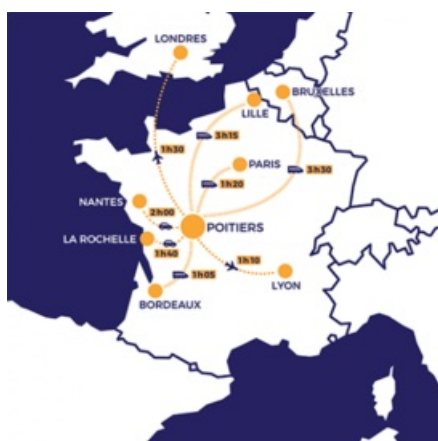 LONDRES
BRUXELLES
LILLE
3h15
1h30
PARIS
3h30
1h20
NANTES
2h00
POITIERS
LA ROCHELLE
1h40
1h10
1h05
LYON
BORDEAUX